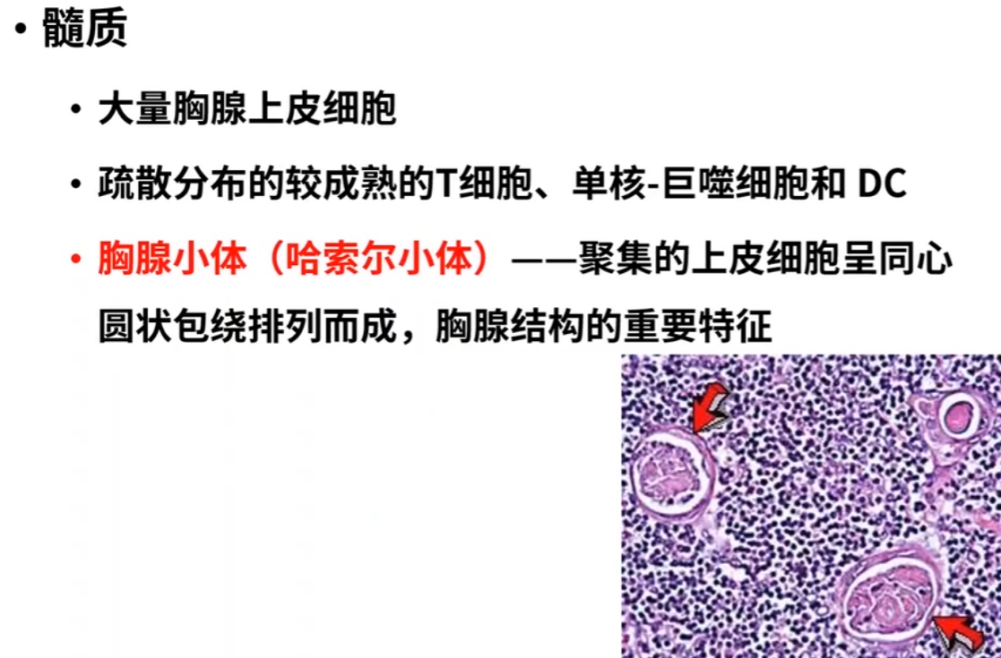 • 髓质
• 大量胸腺上皮细胞
• 疏散分布的较成熟的T细胞、单核-巨噬细胞和 DC
• 胸腺小体（哈索尔小体）——聚集的上皮细胞呈同心
圆状包绕排列而成，胸腺结构的重要特征